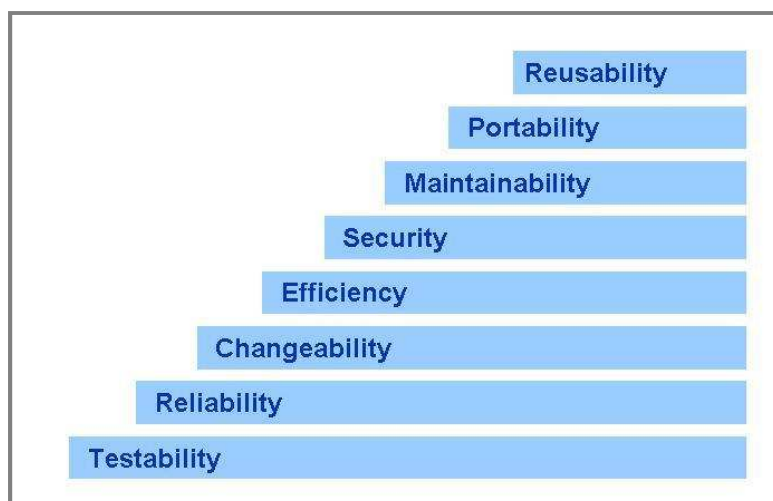 Reusability
Portability
Maintainability
Security
Efficiency
Changeability
Reliability
Testability